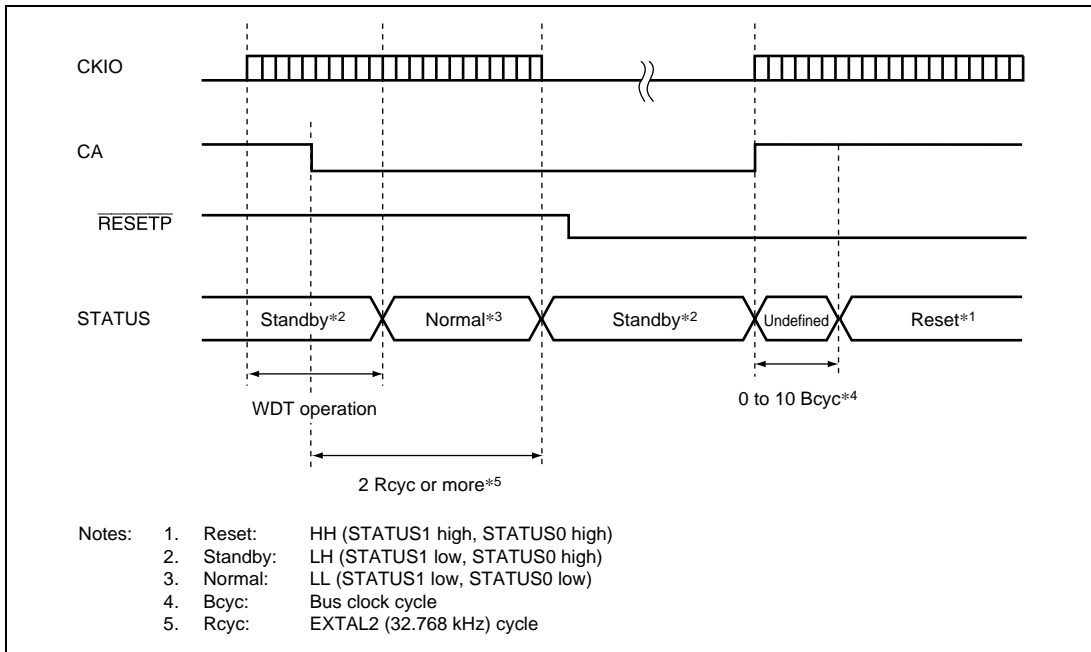 CKIO
CA
RESETP
STATUS
Standby*2
Normal*3
Standby*2
Undefined
Reset*1
WDT operation
0 to 10 Bcyc*4
2 Rcyc or more*5
Notes: 1. Reset: HH (STATUS1 high, STATUS0 high)
2. Standby: LH (STATUS1 low, STATUS0 high)
3. Normal: LL (STATUS1 low, STATUS0 low)
4. Bcyc: Bus clock cycle
5. Rcyc: EXTAL2 (32.768 kHz) cycle